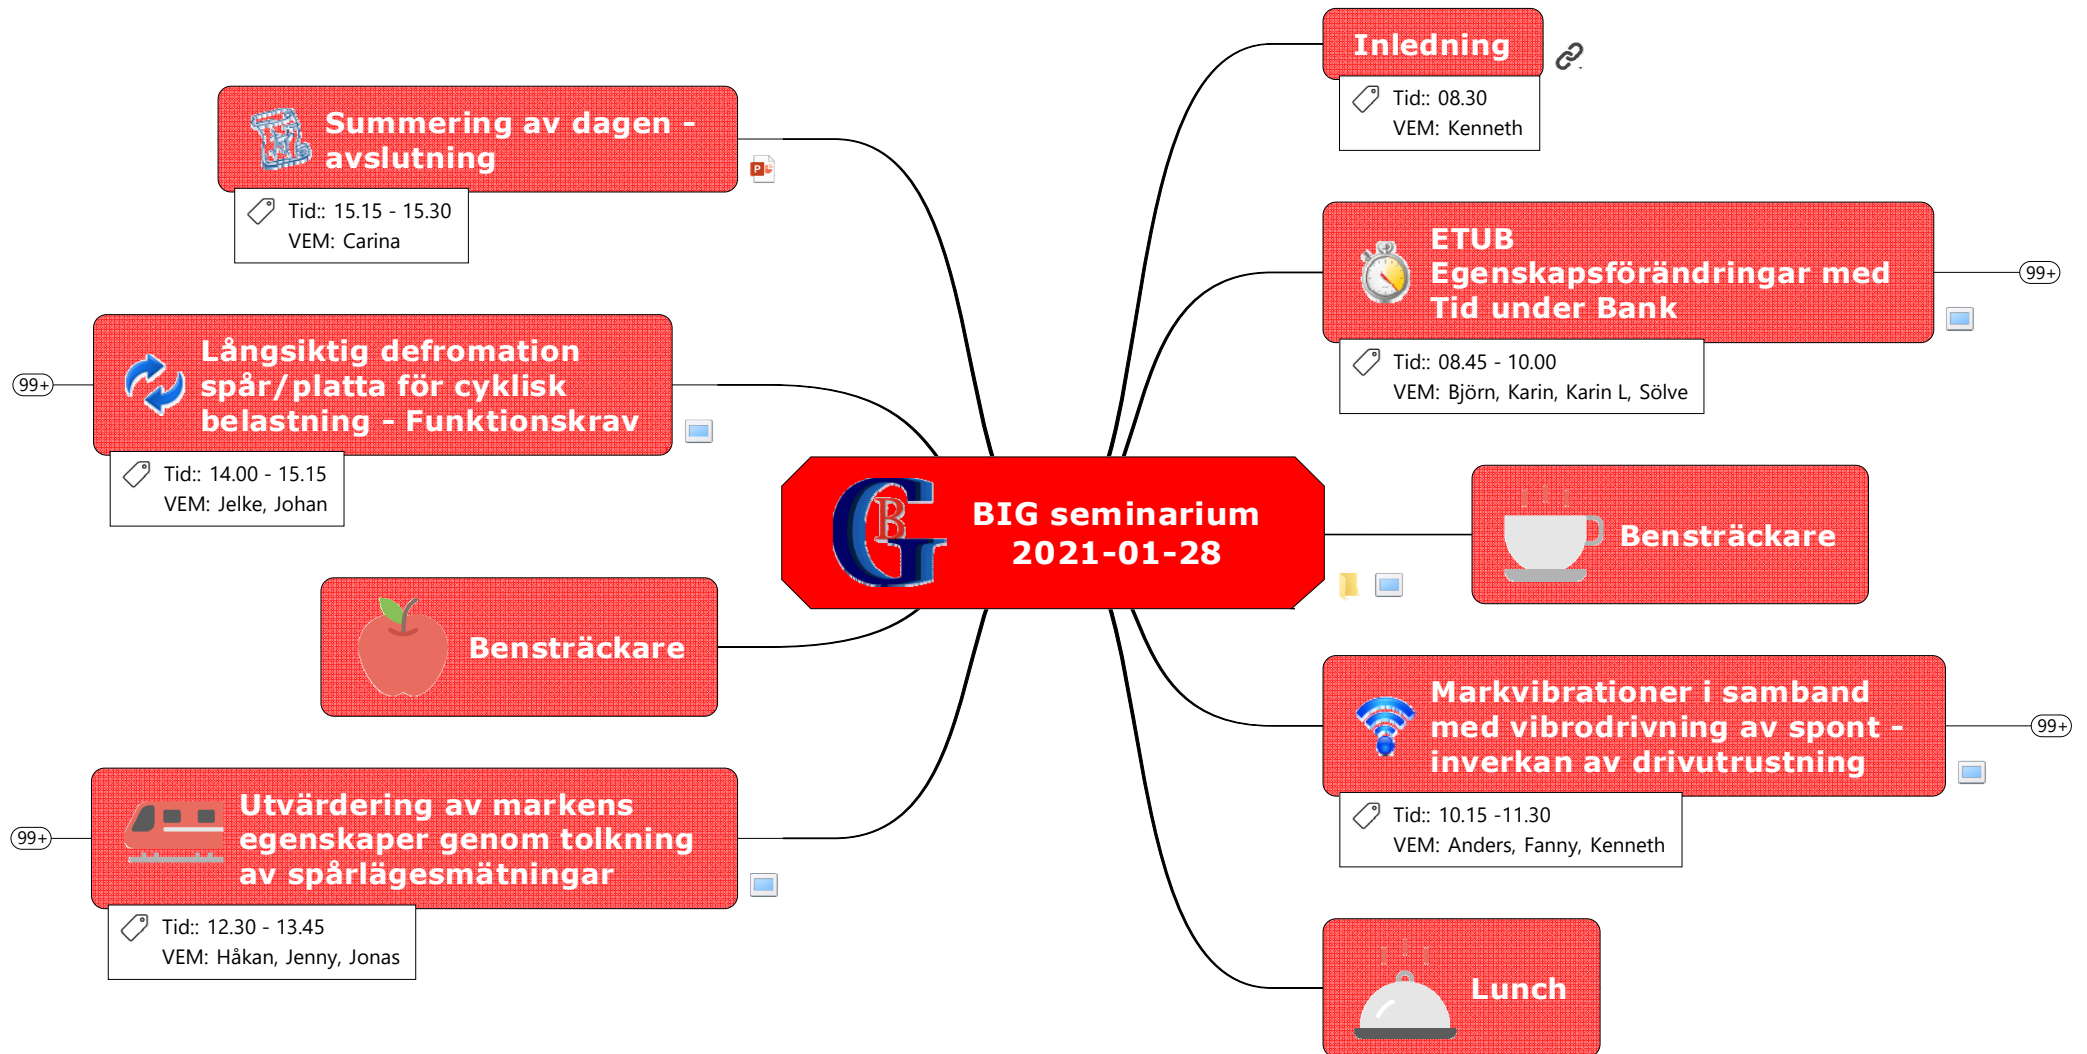 BIG seminarium
2021-01-28
Inledning
Tid:: 08.30
VEM: Kenneth
ETUB
Egenskapsförändringar med
Tid under Bank
99+
Tid:: 08.45 - 10.00
VEM: Björn, Karin, Karin L, Sölve
Bensträckare
Markvibrationer i samband
med vibrodrivning av spont -
inverkan av drivutrustning
99+
Tid:: 10.15 -11.30
VEM: Anders, Fanny, Kenneth
Lunch
Utvärdering av markens
egenskaper genom tolkning
av spårlägesmätningar
99+
Tid:: 12.30 - 13.45
VEM: Håkan, Jenny, Jonas
Bensträckare
Långsiktig defromation
spår/platta för cyklisk
belastning - Funktionskrav
99+
Tid:: 14.00 - 15.15
VEM: Jelke, Johan
Summering av dagen -
avslutning
Tid:: 15.15 - 15.30
VEM: Carina
G
B
P